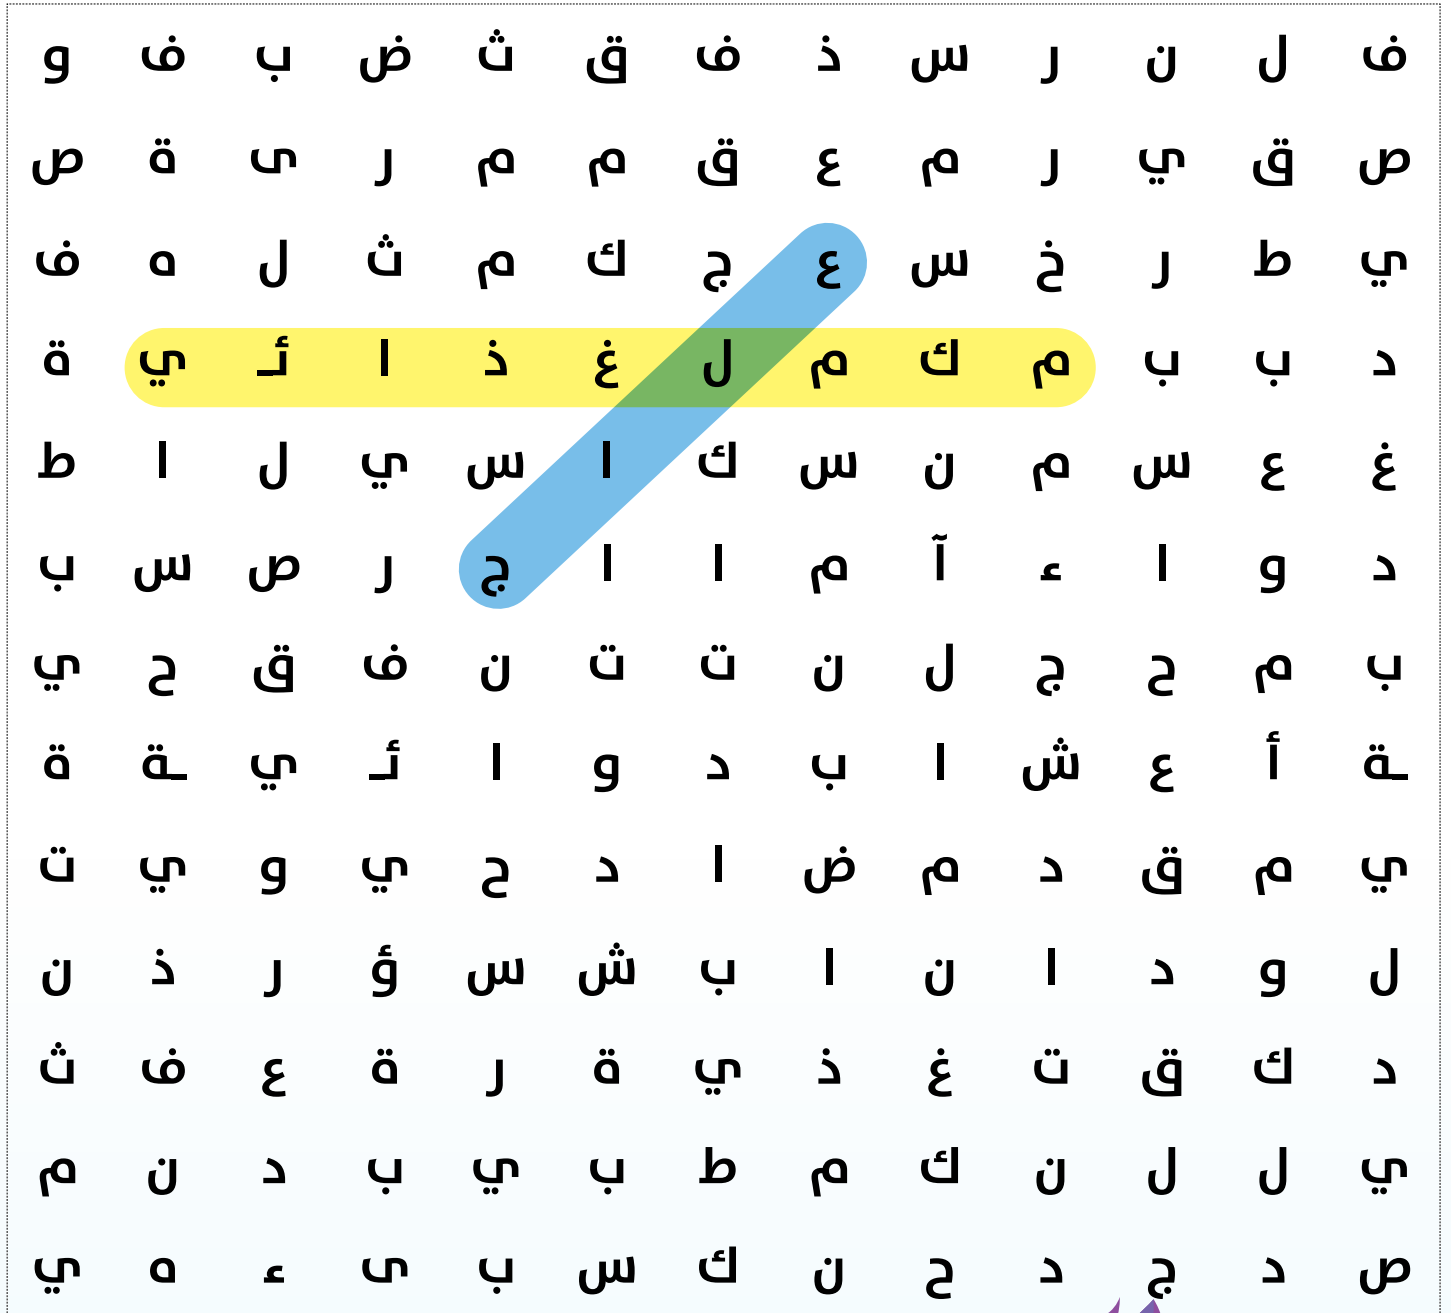 ف ل ن ر س ذ ف ق ث ض ب ف و
ص ق ي ر م ع ق م م ر ى ة ص
ي ط ر خ س ع ج ك م ث ل ه ف
د ب ب م ك م ل غ ذ ا ئـ ي ة
غ ع س م ن س ك ا س ي ل ا ط
د و ا ء آ م ا ا ج ر ص س ب
ب م ح ج ل ن ت ت ن ف ق ح ي
ـة أ ع ش ا ب د و ا ئـ ي ـة ة
ي م ق د م ض ا د ح ي و ي ت
ل و د ا ن ا ب ش س ؤ ر ذ ن
د ك ق ت غ ذ ي ة ر ة ع ف ث
ي ل ل ن ك م ط ب ي ب د ن م
ص د ج د ح ن ك س ب ى ء ه ي